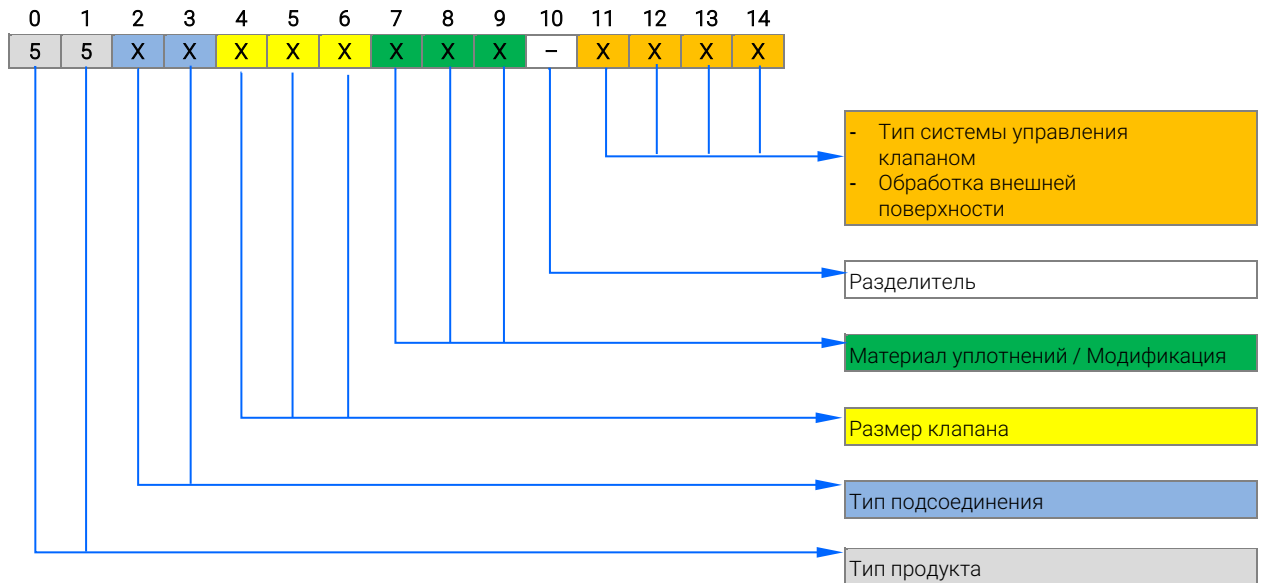 0 1 2 3 4 5 6 7 8 9 10 11 12 13 14
5 5 X X X X X X X X – X X X X
- Тип системы управления
клапаном
- Обработка внешней
поверхности
Разделитель
Материал уплотнений / Модификация
Размер клапана
Тип подсоединения
Тип продукта